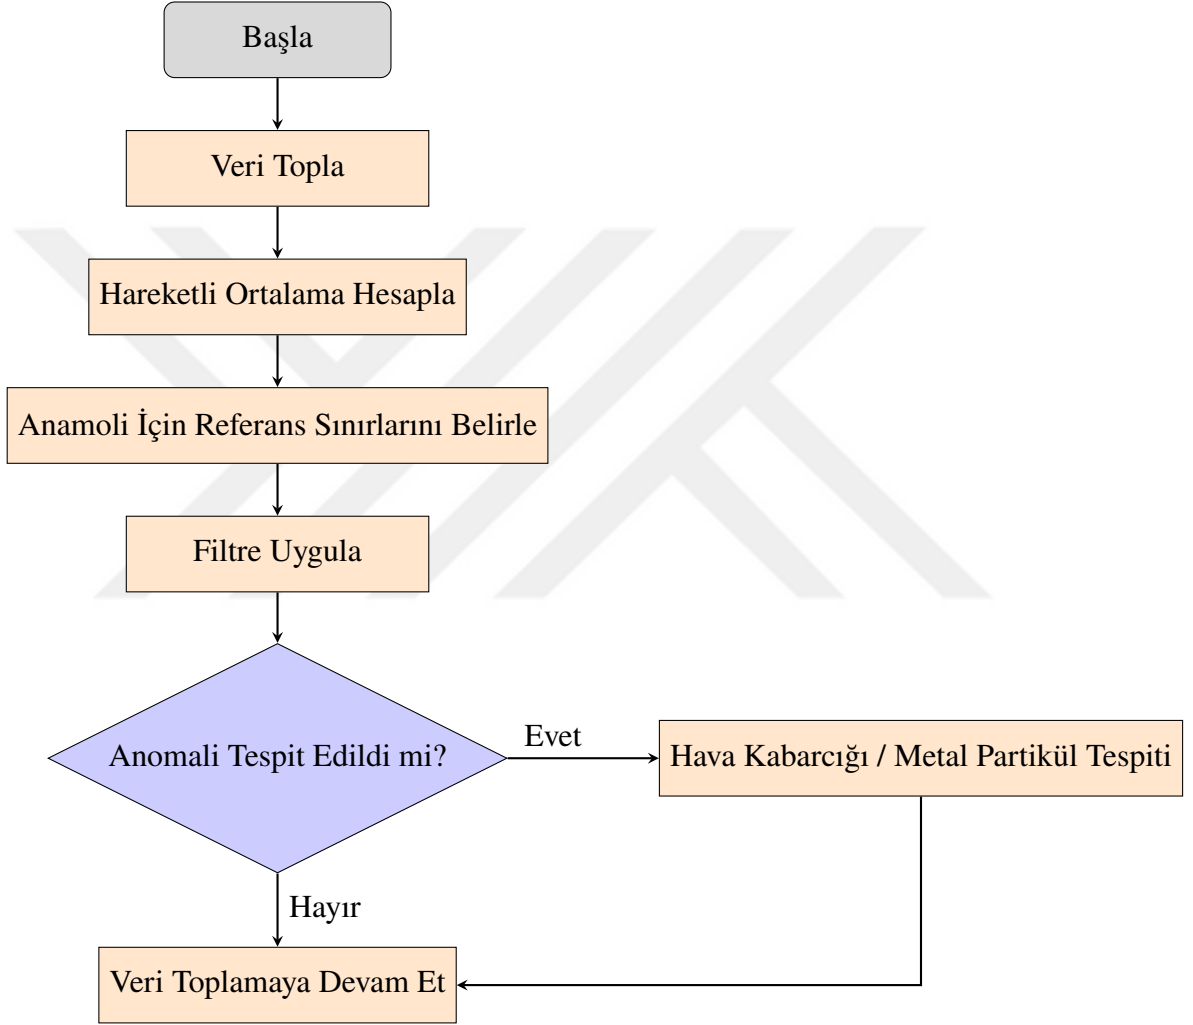 Başla
Veri Topla
Hareketli Ortalama Hesapla
Anamoli İçin Referans Sınırlarını Belirle
Filtre Uygula
Anomali Tespit Edildi mi?
Evet
Hava Kabarcığı / Metal Partikül Tespiti
Hayır
Veri Toplamaya Devam Et